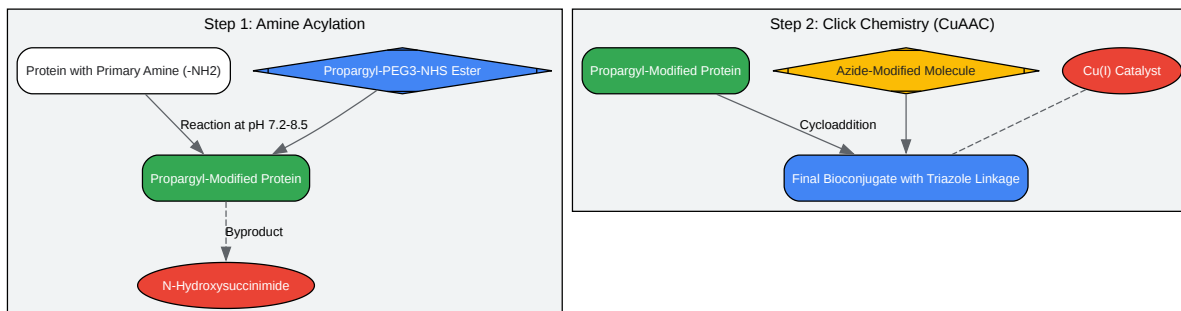 Step 1: Amine Acylation
Protein with Primary Amine (-NH2)
Propargyl-PEG3-NHS Ester
Reaction at pH 7.2-8.5
Propargyl-Modified Protein
Byproduct
N-Hydroxysuccinimide
Step 2: Click Chemistry (CuAAC)
Propargyl-Modified Protein
Azide-Modified Molecule
Cu(I) Catalyst
Cycloaddition
Final Bioconjugate with Triazole Linkage